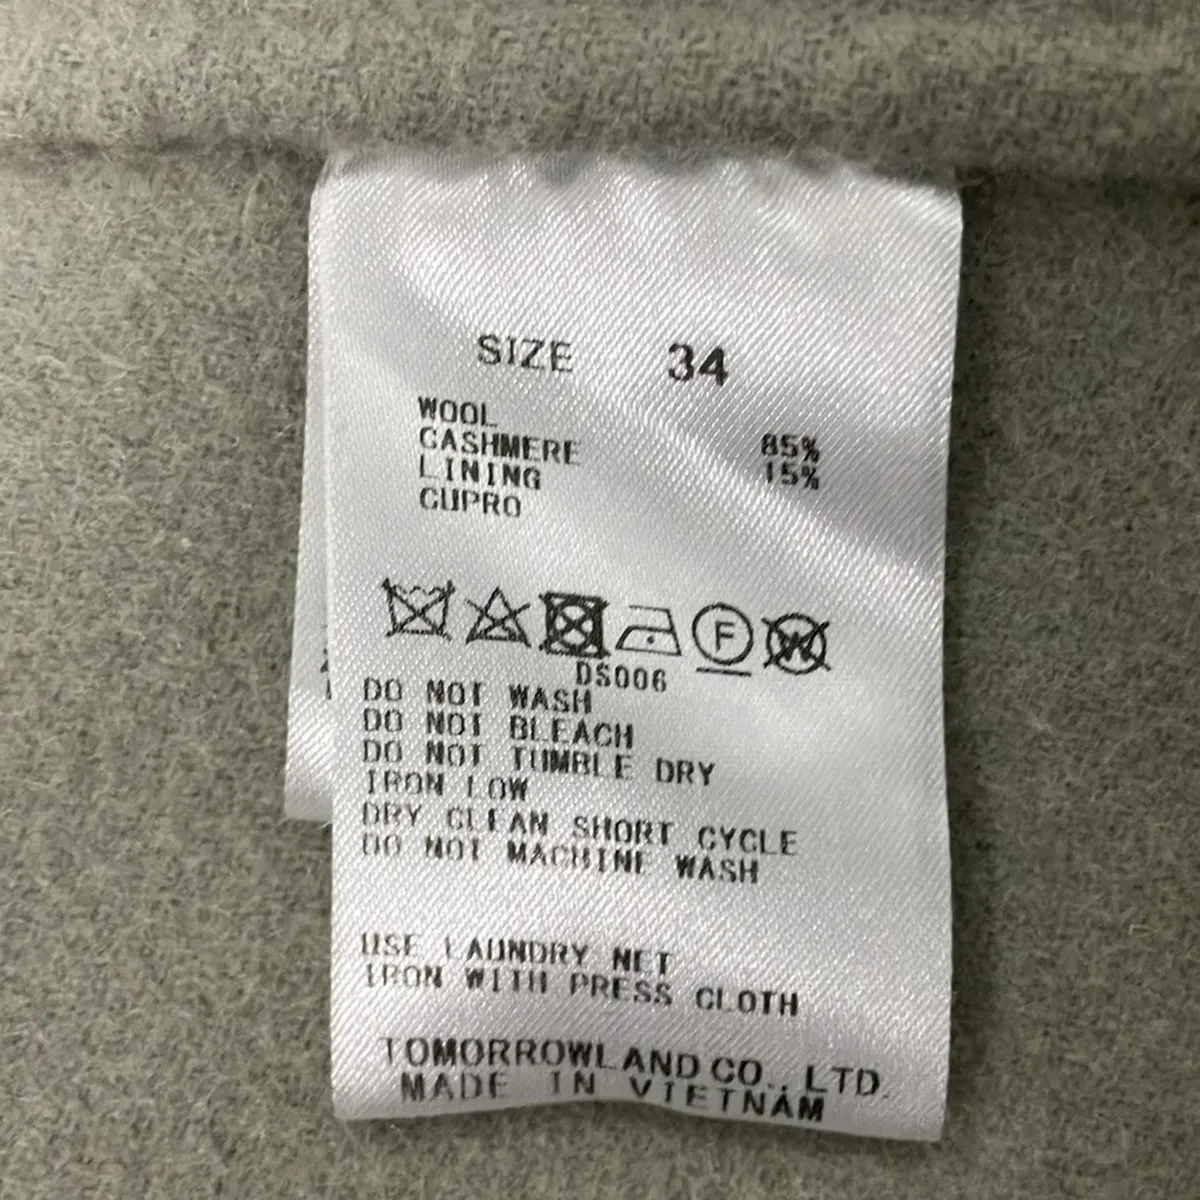 SIZE 34
WOOL
CASHMERE 85%
LINING 15%
CUPRO
F W
DS006
DO NOT WASH
DO NOT BLEACH
DO NOT TUMBLE DRY
IRON LOW
DRY CLEAN SHORT CYCLE
DO NOT MACHINE WASH
USE LAUNDRY NET
IRON WITH PRESS CLOTH
TOMORROWLAND CO., LTD.
MADE IN VIETNAM